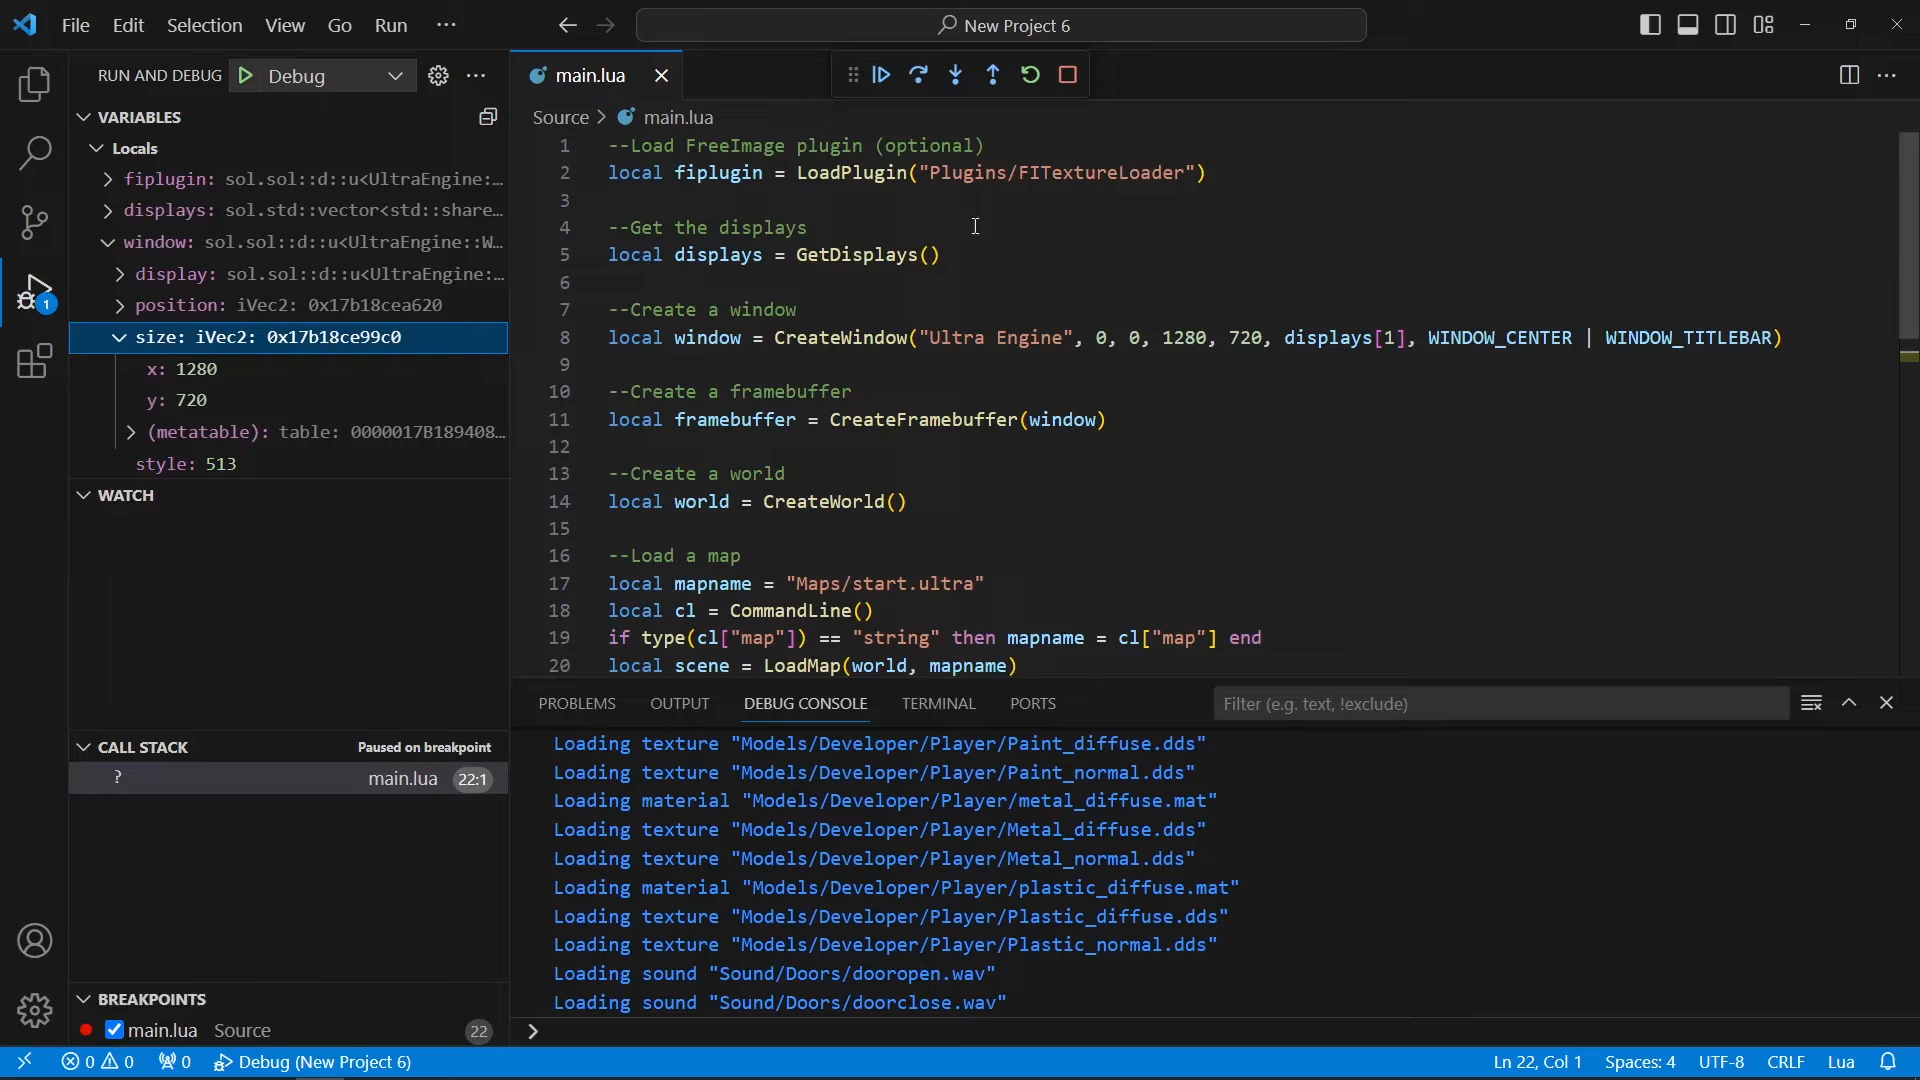 File Edit Selection View Go Run ···
New Project 6
RUN AND DEBUG Debug
main.lua
VARIABLES
Source > main.lua
Locals
fiplugin: sol.sol::d::u<UltraEngine:...
displays: sol.std::vector<std::share...
window: sol.sol::d::u<UltraEngine::W...
display: sol.sol::d::u<UltraEngine:...
position: iVec2: 0x17b18cea620
size: iVec2: 0x17b18ce99c0
x: 1280
y: 720
(metatable): table: 0000017B189408...
style: 513
WATCH
CALL STACK Paused on breakpoint
? main.lua 22:1
BREAKPOINTS
main.lua Source 22
1 --Load FreeImage plugin (optional)
2 local fiplugin = LoadPlugin("Plugins/FITextureLoader")
3
4 --Get the displays
5 local displays = GetDisplays()
6
7 --Create a window
8 local window = CreateWindow("Ultra Engine", 0, 0, 1280, 720, displays[1], WINDOW_CENTER | WINDOW_TITLEBAR)
9
10 --Create a framebuffer
11 local framebuffer = CreateFramebuffer(window)
12
13 --Create a world
14 local world = CreateWorld()
15
16 --Load a map
17 local mapname = "Maps/start.ultra"
18 local cl = CommandLine()
19 if type(cl["map"]) == "string" then mapname = cl["map"] end
20 local scene = LoadMap(world, mapname)
PROBLEMS OUTPUT DEBUG CONSOLE TERMINAL PORTS Filter (e.g. text, !exclude)
Loading texture "Models/Developer/Player/Paint_diffuse.dds"
Loading texture "Models/Developer/Player/Paint_normal.dds"
Loading material "Models/Developer/Player/metal_diffuse.mat"
Loading texture "Models/Developer/Player/Metal_diffuse.dds"
Loading texture "Models/Developer/Player/Metal_normal.dds"
Loading material "Models/Developer/Player/plastic_diffuse.mat"
Loading texture "Models/Developer/Player/Plastic_diffuse.dds"
Loading texture "Models/Developer/Player/Plastic_normal.dds"
Loading sound "Sound/Doors/dooropen.wav"
Loading sound "Sound/Doors/doorclose.wav"
1
0 0 0 Debug (New Project 6) Ln 22, Col 1 Spaces: 4 UTF-8 CRLF Lua